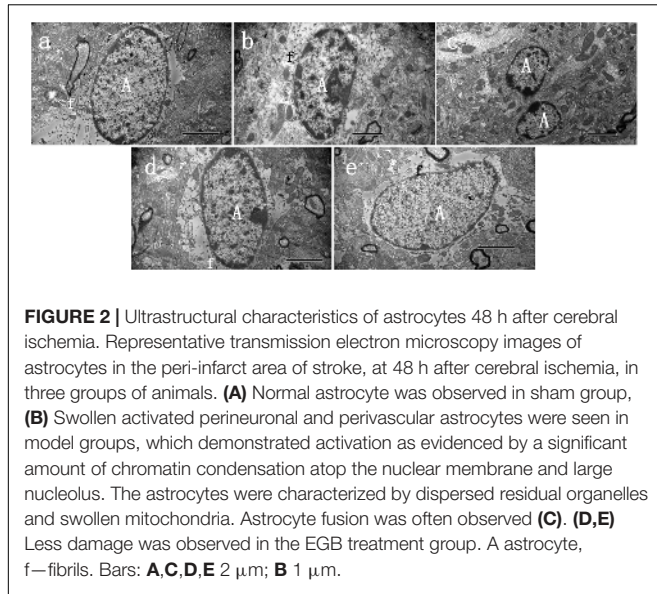 a
A
f
b
f
A
c
A
A
d
A
f
e
f
A
FIGURE 2 | Ultrastructural characteristics of astrocytes 48 h after cerebral
ischemia. Representative transmission electron microscopy images of
astrocytes in the peri-infarct area of stroke, at 48 h after cerebral ischemia, in
three groups of animals. (A) Normal astrocyte was observed in sham group,
(B) Swollen activated perineuronal and perivascular astrocytes were seen in
model groups, which demonstrated activation as evidenced by a significant
amount of chromatin condensation atop the nuclear membrane and large
nucleolus. The astrocytes were characterized by dispersed residual organelles
and swollen mitochondria. Astrocyte fusion was often observed (C). (D,E)
Less damage was observed in the EGB treatment group. A astrocyte,
f—fibrils. Bars: A,C,D,E 2 μm; B 1 μm.